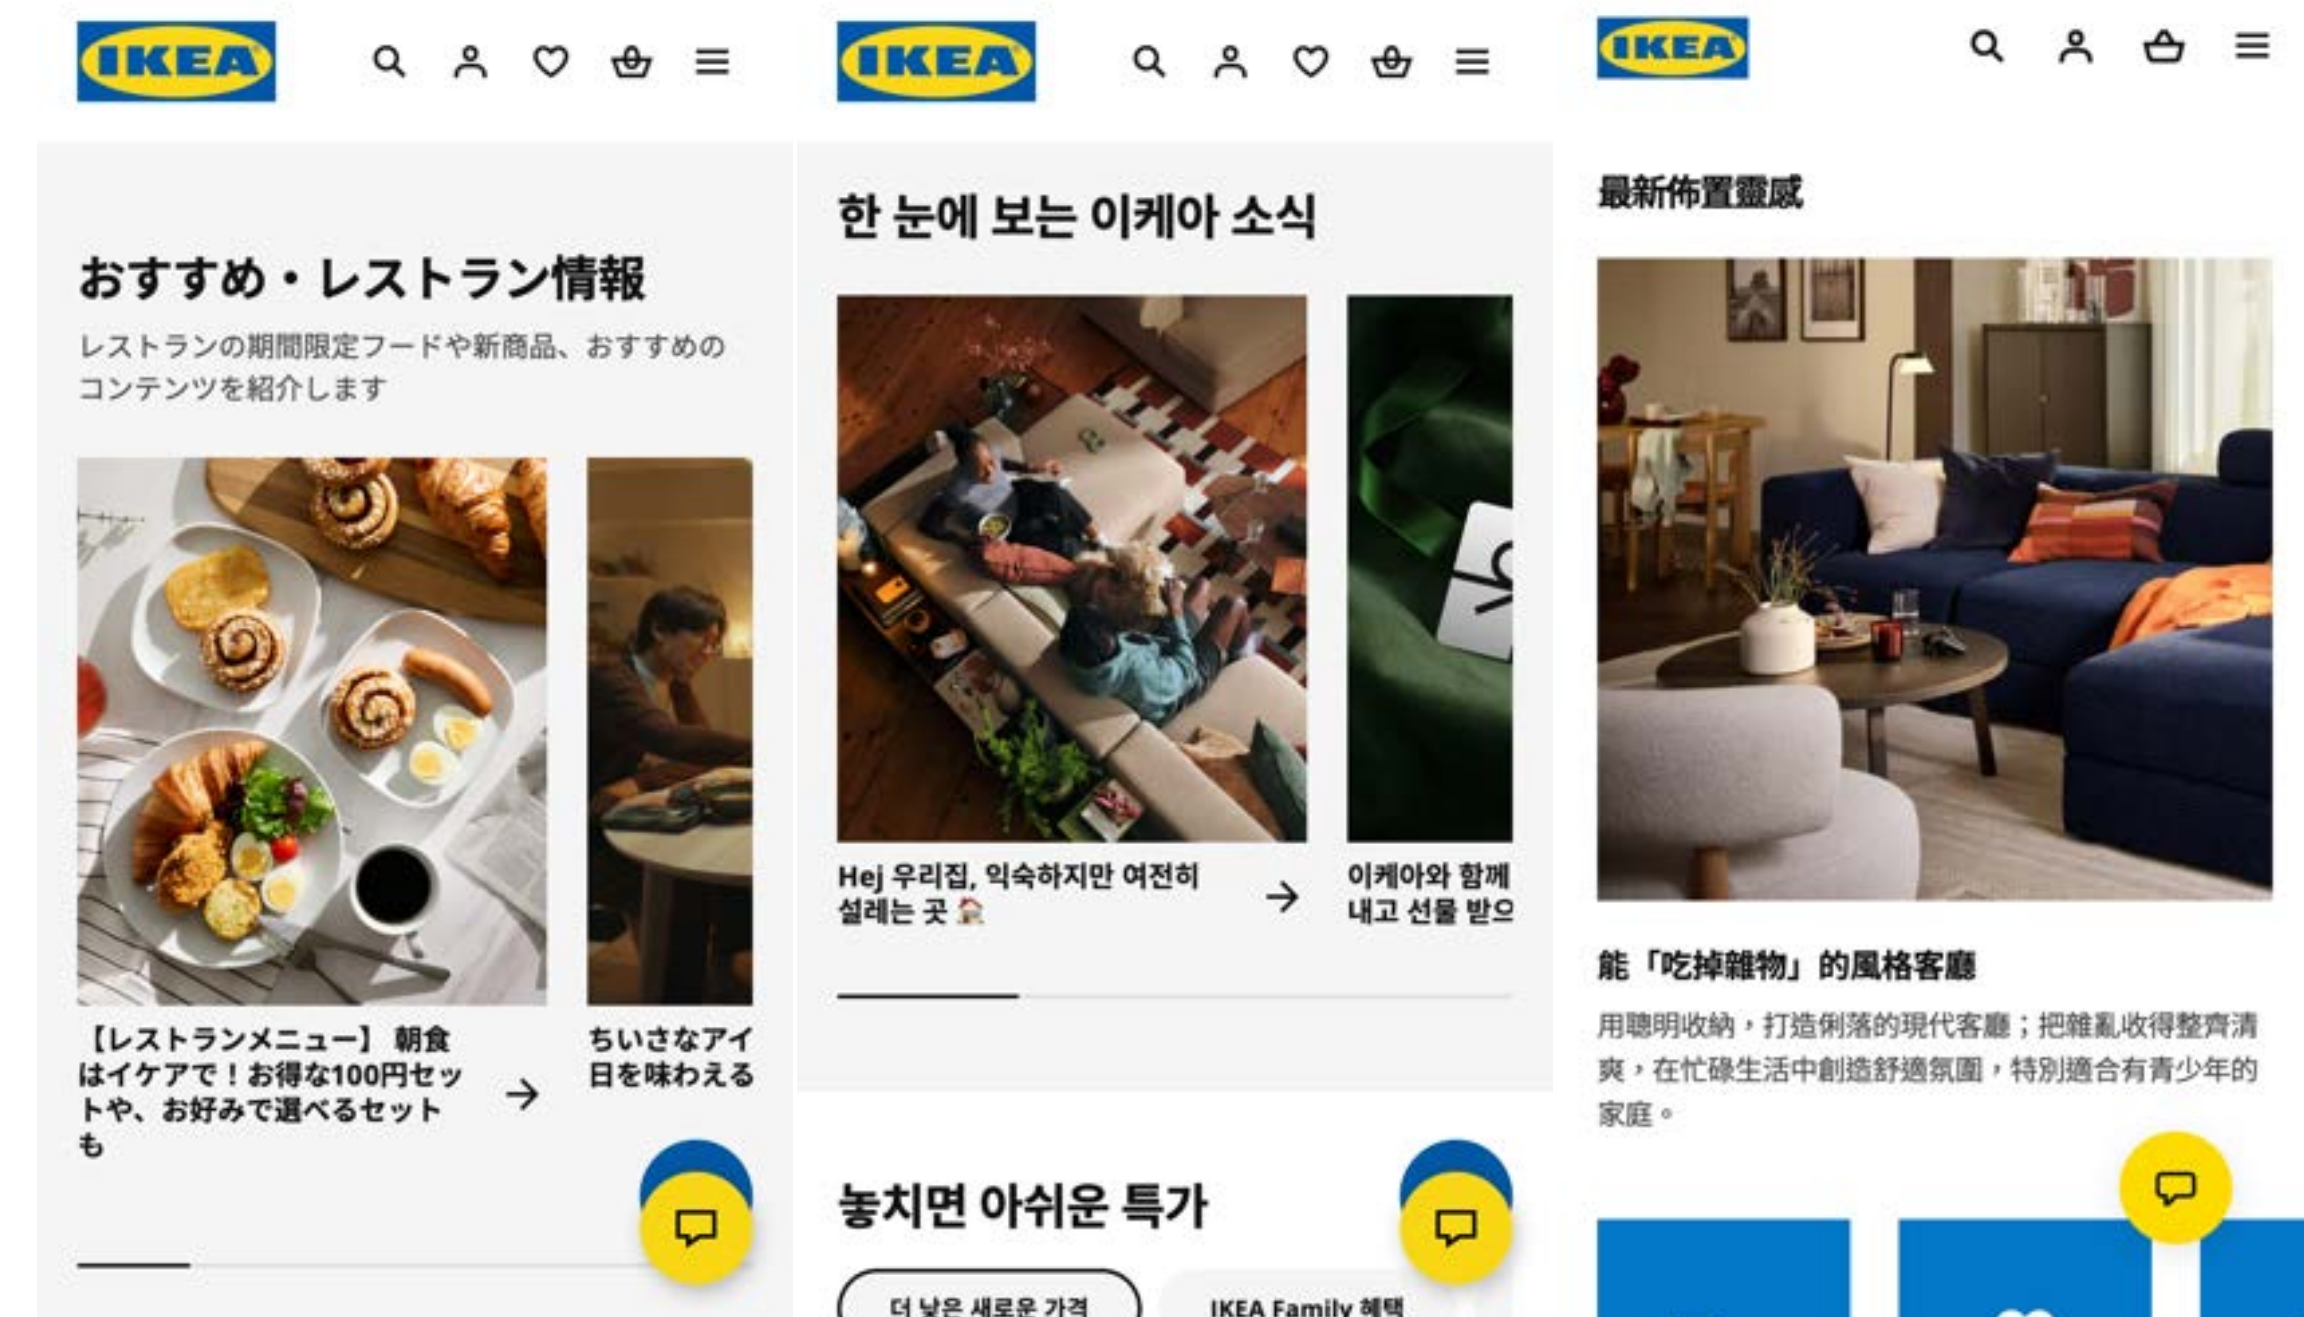 IKEA
おすすめ・レストラン情報
レストランの期間限定フードや新商品、おすすめの
コンテンツを紹介します
【レストランメニュー】 朝食
はイケアで！お得な100円セッ
トや、お好みで選べるセット
も
ちいさなアイ
日を味わえる
IKEA
한 눈에 보는 이케아 소식
Hej 우리집, 익숙하지만 여전히
설레는 곳 🏠
이케아와 함께
내고 선물 받으
놓치면 아쉬운 특가
더 낮은 새로운 가격
IKEA Family 혜택
IKEA
最新佈置靈感
能「吃掉雜物」的風格客廳
用聰明收納，打造俐落的現代客廳；把雜亂收得整齊清
爽，在忙碌生活中創造舒適氛圍，特別適合有青少年的
家庭。